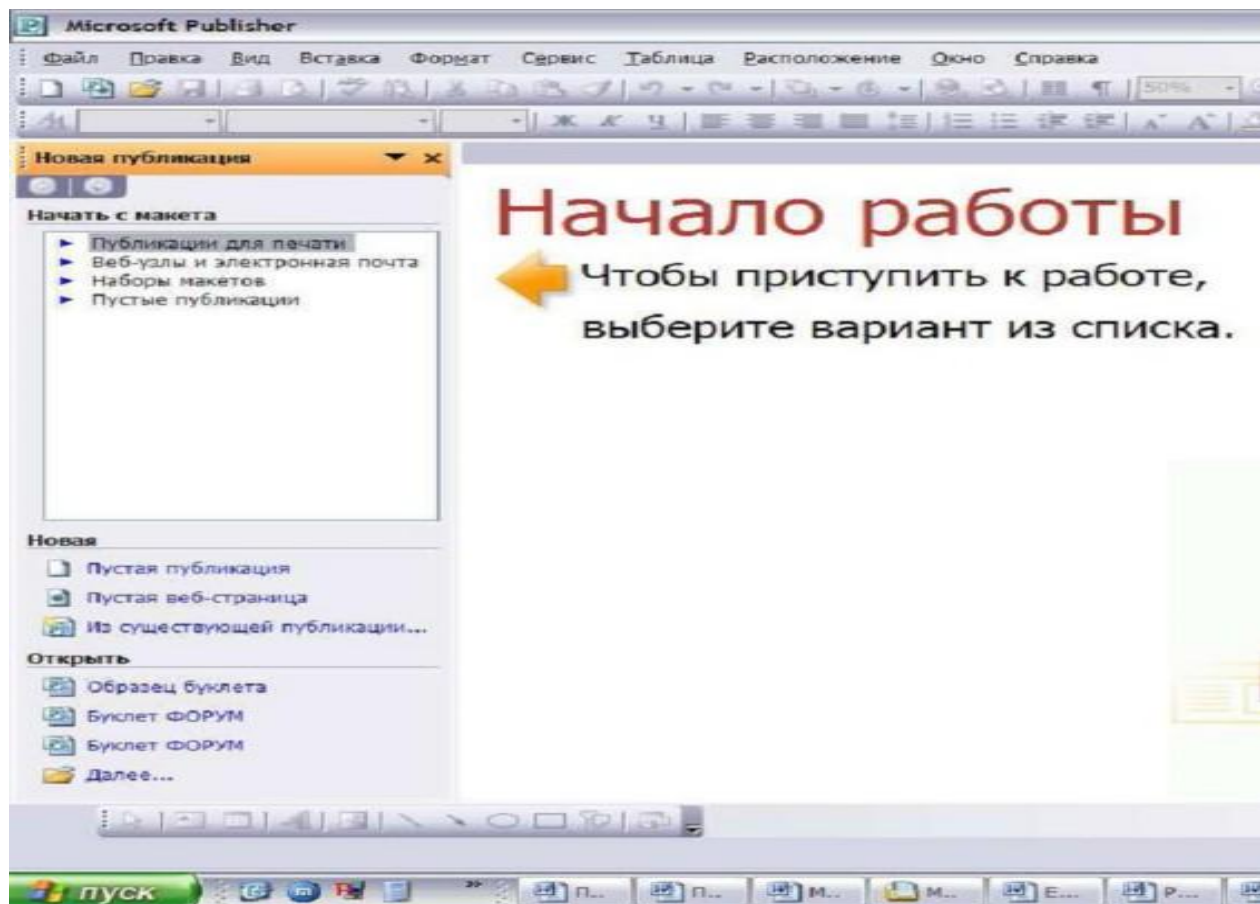 Microsoft Publisher
Файл Правка Вид Вставка Формат Сервис Таблица Расположение Окно Справка
50%
Ж К Ч
Новая публикация
Начать с макета
Публикации для печати
Веб-узлы и электронная почта
Наборы макетов
Пустые публикации
Новая
Пустая публикация
Пустая веб-страница
Из существующей публикации...
Открыть
Образец буклета
Буклет ФОРУМ
Буклет ФОРУМ
Далее...
Начало работы
Чтобы приступить к работе,
выберите вариант из списка.
пуск П... П... М... М... Е... Р...